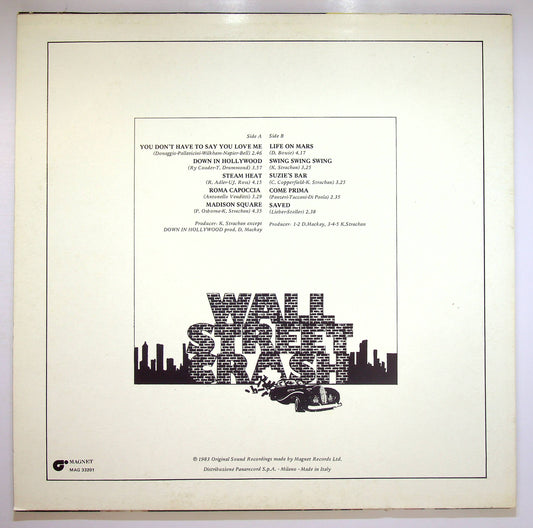 Side A
YOU DON'T HAVE TO SAY YOU LOVE ME
(Donaggio-Pallavicini-Wilkham-Napier-Bell) 2.46
DOWN IN HOLLYWOOD
(Ry Cooder-T. Drummond) 3,57
STEAM HEAT
(R. Adler-U.J. Ross) 4.15
ROMA CAPOCCIA
(Antonello Venditti) 3.29
MADISON SQUARE
(P. Osborne-K. Strachan) 4.35
Producer: K. Strachan except
DOWN IN HOLLYWOOD prod. D. Mackay
Side B
LIFE ON MARS
(D. Bowie) 4.17
SWING SWING SWING
(K. Strachan) 3,25
SUZIE'S BAR
(C. Copperfield-K. Strachan) 3.25
COME PRIMA
(Panzeri-Taccani-Di Paola) 2.35
SAVED
(Lieber Stoller) 2.38
Producer: 1-2 D.Mackay, 3-4-5 K.Strachan
WALL
STREET
CRASH
MAGNET
MAG 33201
℗ 1983 Original Sound Recordings made by Magnet Records Ltd.
Distribuzione Panarecord S.p.A. - Milano - Made in Italy